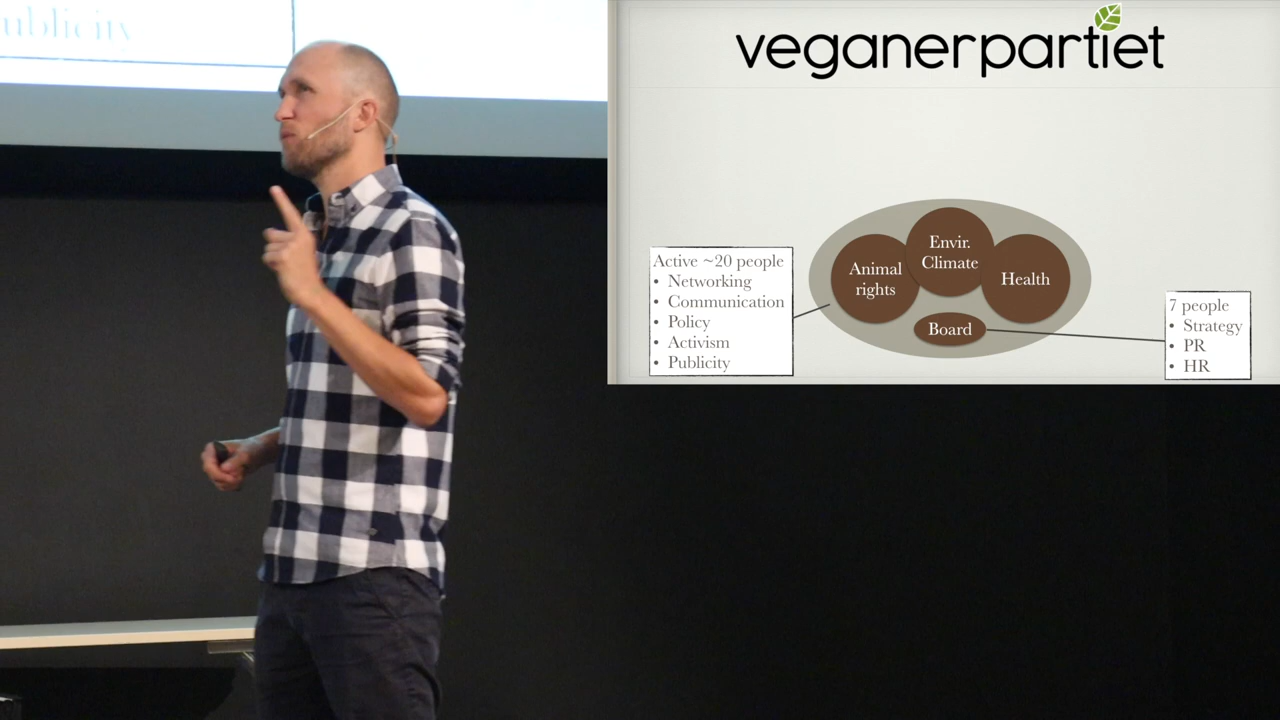 ublicity
veganerpartiet
Animal
rights
Envir.
Climate
Health
Board
Active ~20 people
• Networking
• Communication
• Policy
• Activism
• Publicity
7 people
• Strategy
• PR
• HR